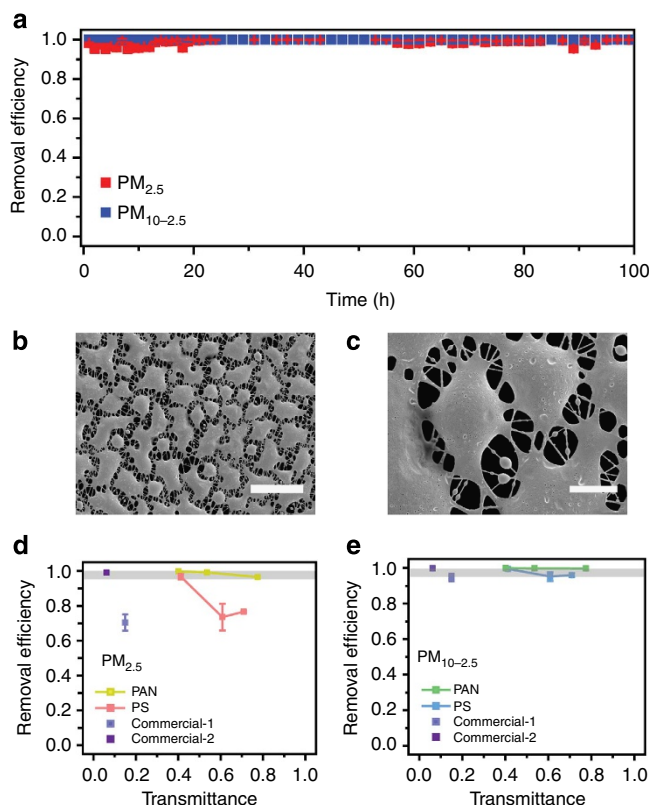 a
1.0
0.8
0.6
0.4
0.2
0.0
Removal efficiency
PM2.5
PM10–2.5
0
20
40
60
80
100
Time (h)
b
c
d
1.0
0.8
0.6
0.4
0.2
0.0
Removal efficiency
PM2.5
PAN
PS
Commercial-1
Commercial-2
0.0 0.2 0.4 0.6 0.8 1.0
Transmittance
e
1.0
0.8
0.6
0.4
0.2
0.0
Removal efficiency
PM10–2.5
PAN
PS
Commercial-1
Commercial-2
0.0 0.2 0.4 0.6 0.8 1.0
Transmittance